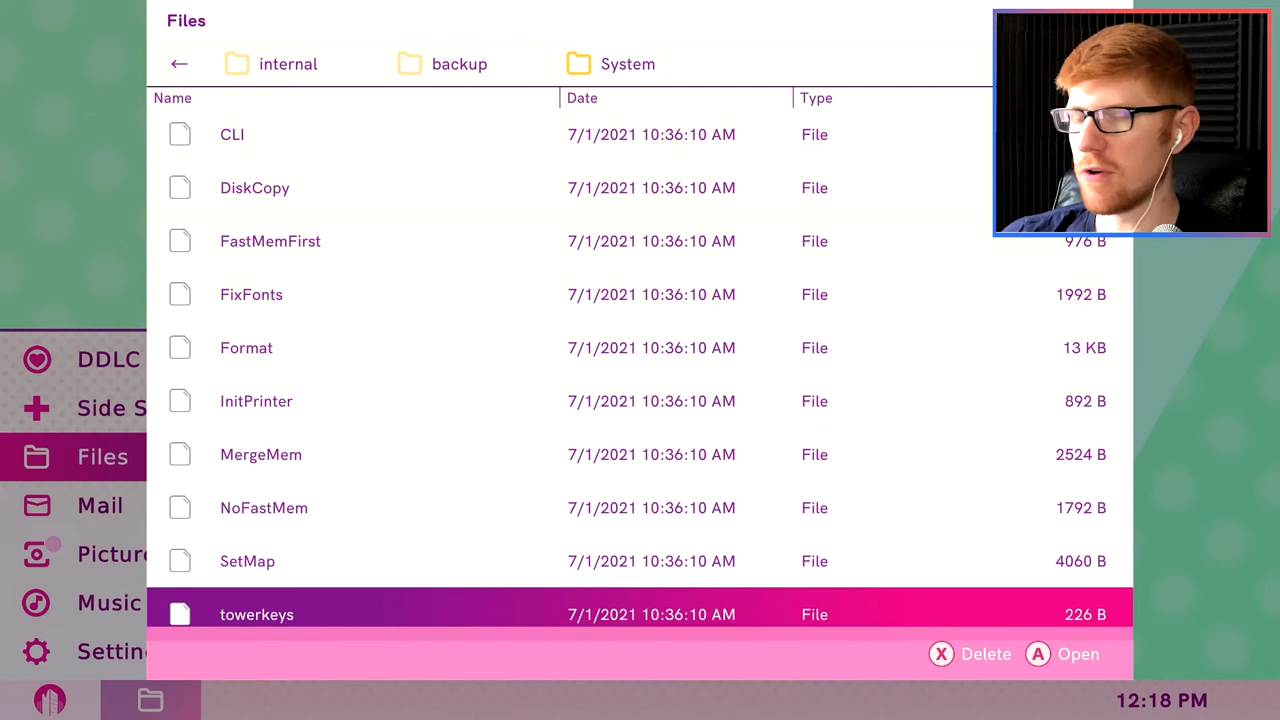 Files
← internal backup System
Name Date Type
CLI 7/1/2021 10:36:10 AM File
DiskCopy 7/1/2021 10:36:10 AM File
FastMemFirst 7/1/2021 10:36:10 AM File 976 B
FixFonts 7/1/2021 10:36:10 AM File 1992 B
Format 7/1/2021 10:36:10 AM File 13 KB
InitPrinter 7/1/2021 10:36:10 AM File 892 B
MergeMem 7/1/2021 10:36:10 AM File 2524 B
NoFastMem 7/1/2021 10:36:10 AM File 1792 B
SetMap 7/1/2021 10:36:10 AM File 4060 B
towerkeys 7/1/2021 10:36:10 AM File 226 B
X Delete A Open
DDLC
Side S
Files
Mail
Picture
Music
Settin
12:18 PM